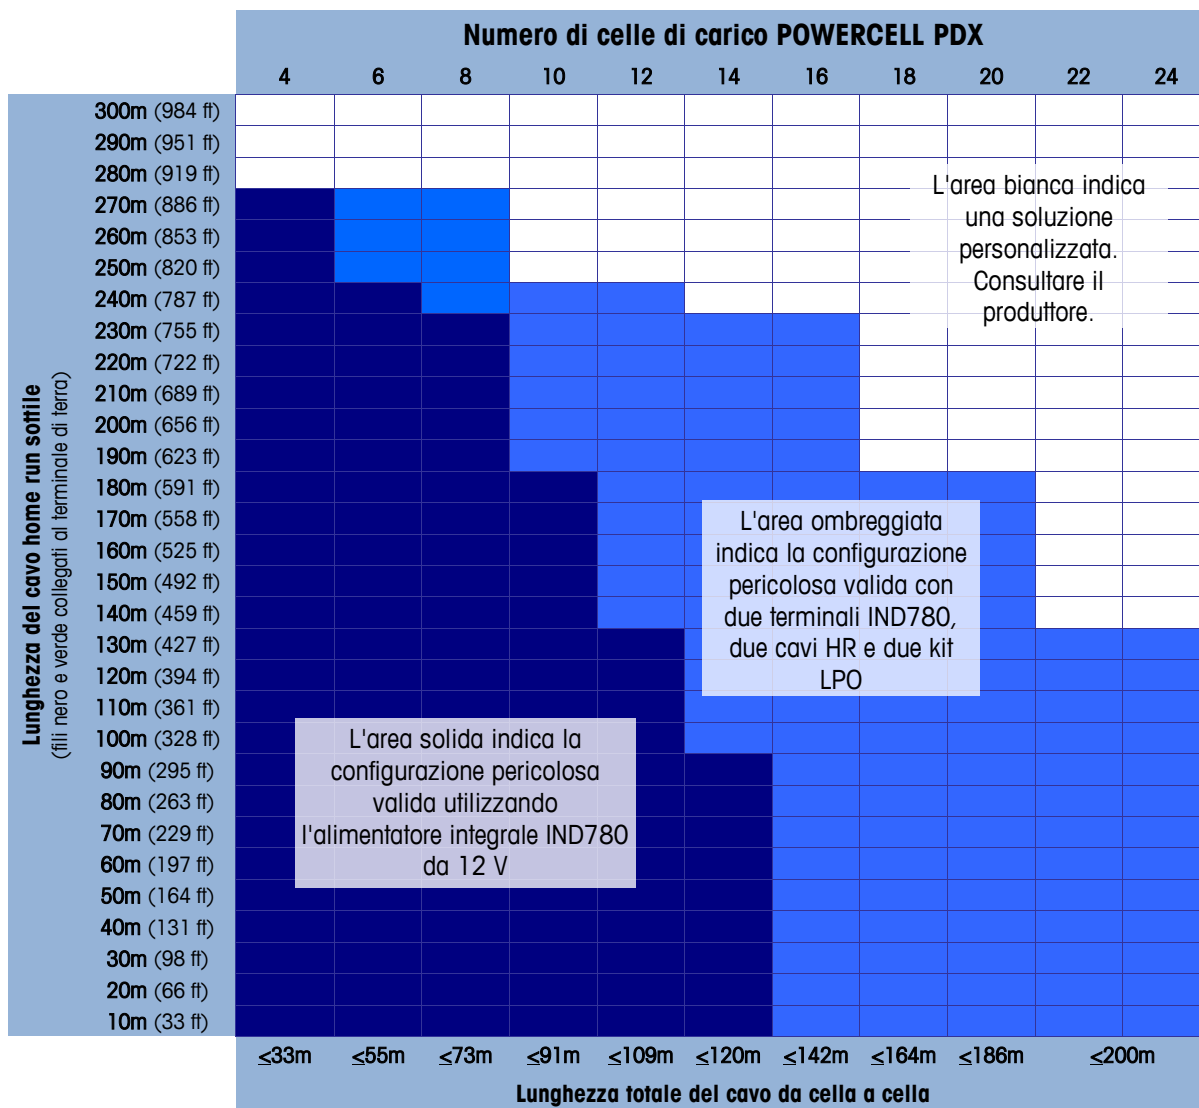 Numero di celle di carico POWERCELL PDX
4 6 8 10 12 14 16 18 20 22 24
Lunghezza del cavo home run sottile
(fili nero e verde collegati al terminale di terra)
300m (984 ft)
290m (951 ft)
280m (919 ft)
270m (886 ft)
260m (853 ft)
250m (820 ft)
240m (787 ft)
230m (755 ft)
220m (722 ft)
210m (689 ft)
200m (656 ft)
190m (623 ft)
180m (591 ft)
170m (558 ft)
160m (525 ft)
150m (492 ft)
140m (459 ft)
130m (427 ft)
120m (394 ft)
110m (361 ft)
100m (328 ft)
90m (295 ft)
80m (263 ft)
70m (229 ft)
60m (197 ft)
50m (164 ft)
40m (131 ft)
30m (98 ft)
20m (66 ft)
10m (33 ft)
L'area bianca indica
una soluzione
personalizzata.
Consultare il
produttore.
L'area ombreggiata
indica la configurazione
pericolosa valida con
due terminali IND780,
due cavi HR e due kit
LPO
L'area solida indica la
configurazione pericolosa
valida utilizzando
l'alimentatore integrale IND780
da 12 V
≤33m ≤55m ≤73m ≤91m ≤109m ≤120m ≤142m ≤164m ≤186m ≤200m
Lunghezza totale del cavo da cella a cella